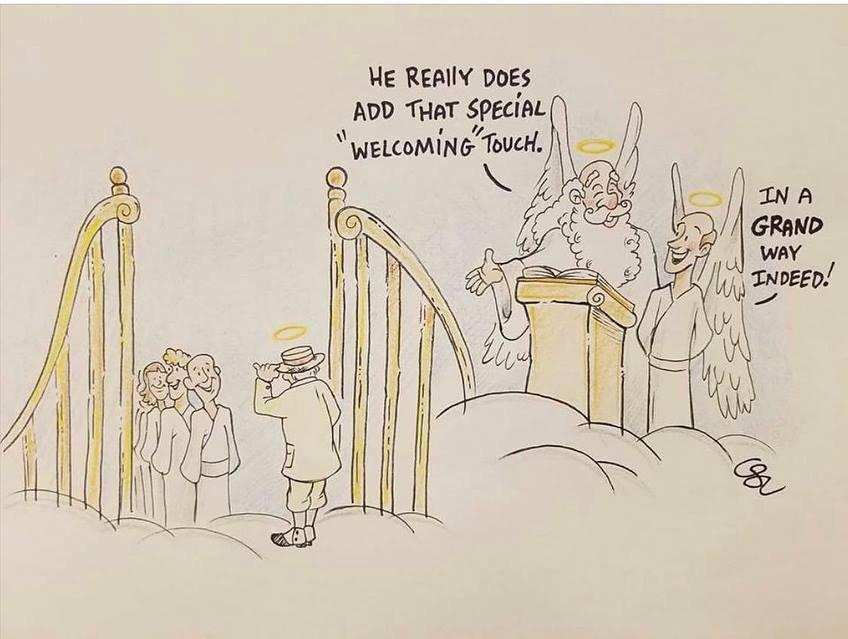 HE REALLY DOES
ADD THAT SPECIAL
"WELCOMING" TOUCH.
IN A
GRAND
WAY
INDEED!